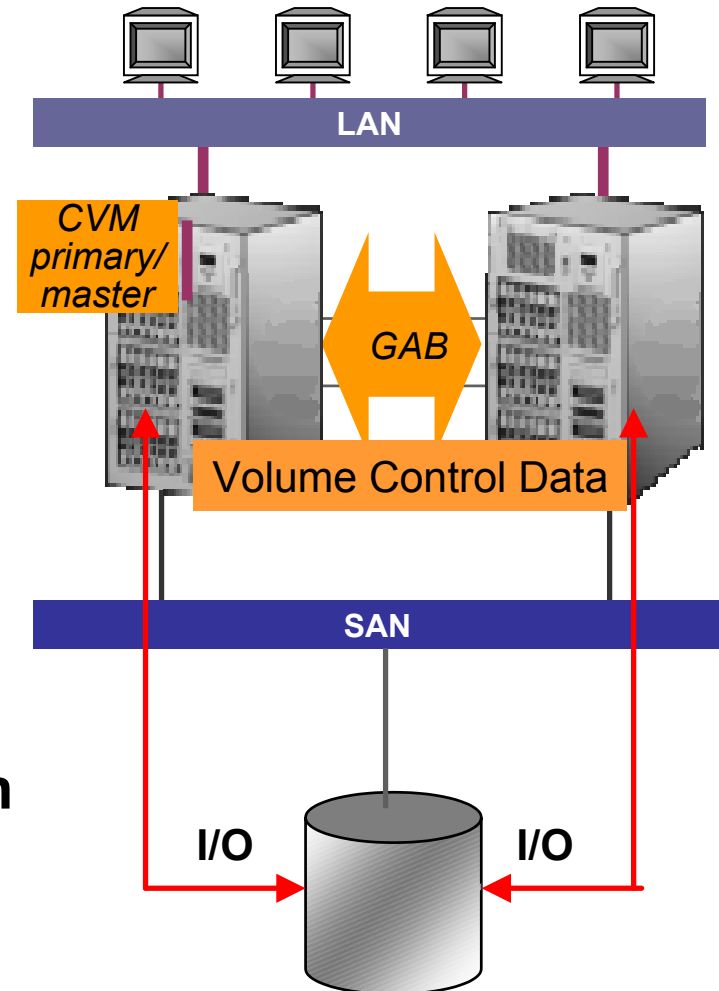 LAN
CVM
primary/
master
GAB
Volume Control Data
SAN
n
I/O
I/O